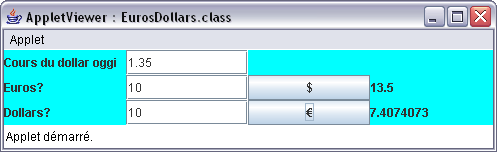 AppletViewer : EurosDollars.class
Applet
Cours du dollar oggi 1.35
Euros? 10 $ 13.5
Dollars? 10 € 7.4074073
Applet démarré.